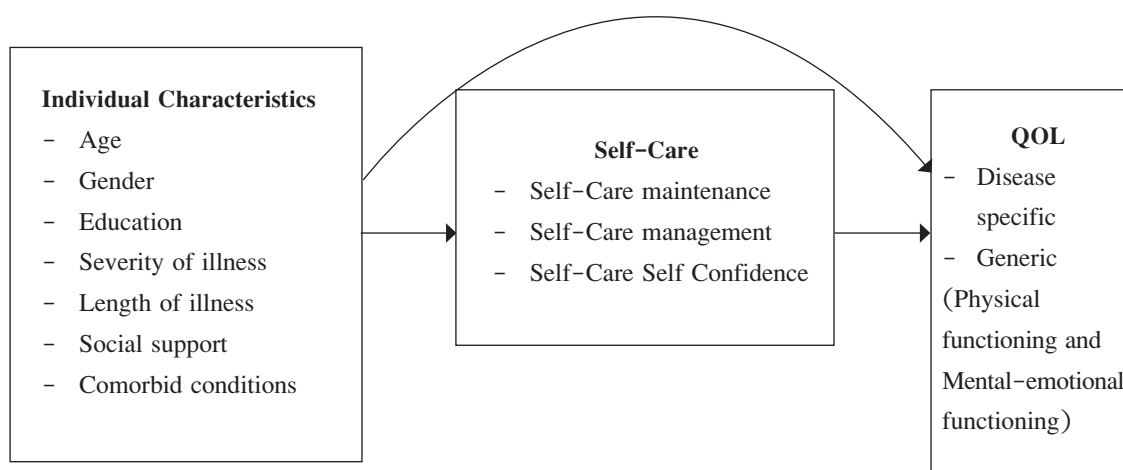 Individual Characteristics
- Age
- Gender
- Education
- Severity of illness
- Length of illness
- Social support
- Comorbid conditions
Self-Care
- Self-Care maintenance
- Self-Care management
- Self-Care Self Confidence
QOL
- Disease
specific
- Generic
(Physical
functioning and
Mental-emotional
functioning)